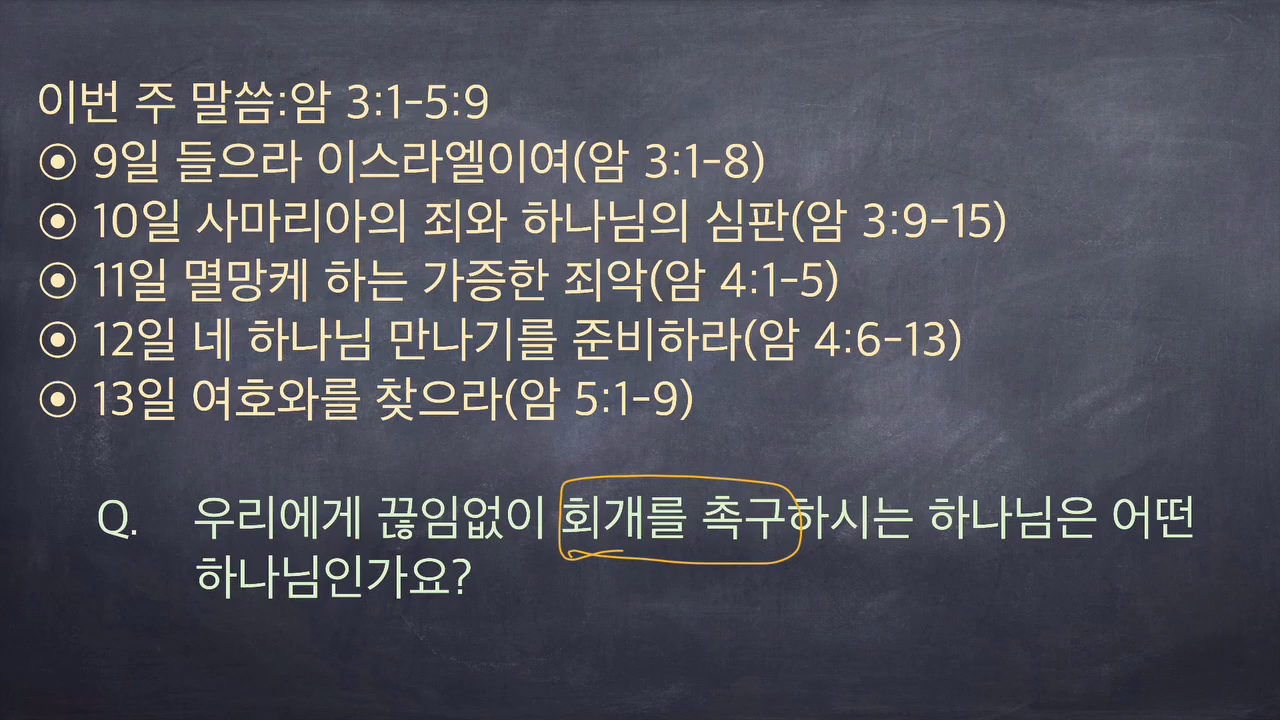 이번 주 말씀:암 3:1-5:9
⦿ 9일 들으라 이스라엘이여(암 3:1-8)
⦿ 10일 사마리아의 죄와 하나님의 심판(암 3:9-15)
⦿ 11일 멸망케 하는 가증한 죄악(암 4:1-5)
⦿ 12일 네 하나님 만나기를 준비하라(암 4:6-13)
⦿ 13일 여호와를 찾으라(암 5:1-9)
Q. 우리에게 끊임없이 회개를 촉구하시는 하나님은 어떤
하나님인가요?